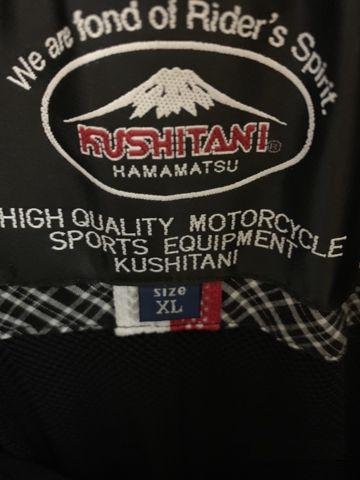 We are fond of Rider's Spirit.
KUSHITANI®
HAMAMATSU
HIGH QUALITY MOTORCYCLE
SPORTS EQUIPMENT
KUSHITANI
size
XL